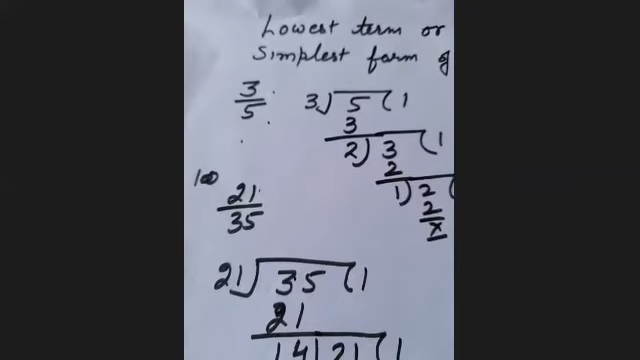 Lowest term or
Simplest form of
3/5 3) 5 ( 1
3
2) 3 ( 1
2
1) 2 (
2
x
21/35
21) 35 ( 1
21
14) 21 ( 1